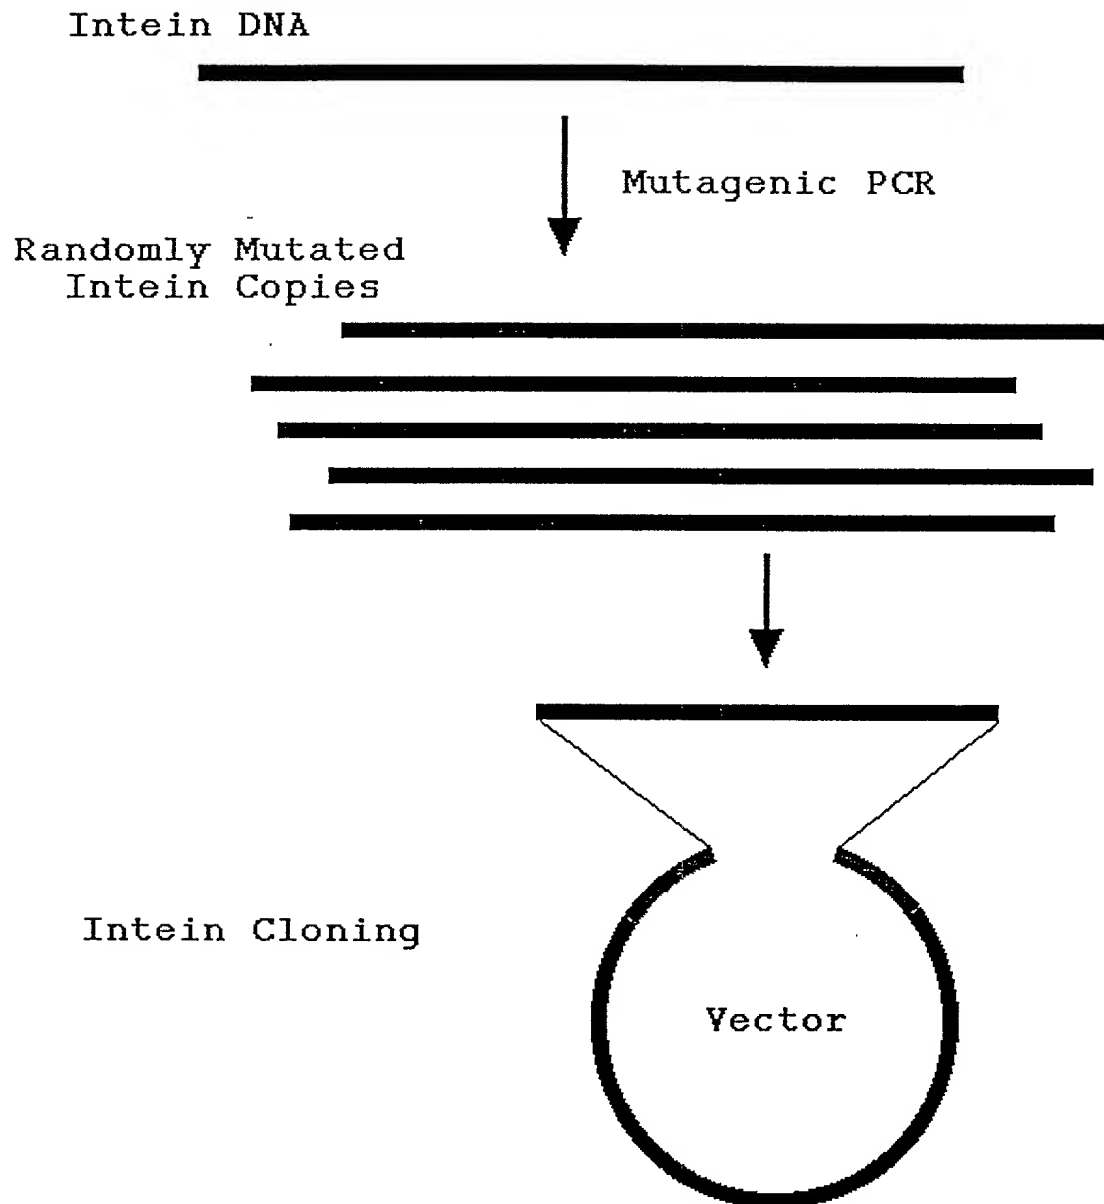 Intein DNA
Mutagenic PCR
Randomly Mutated
Intein Copies
Intein Cloning
Vector